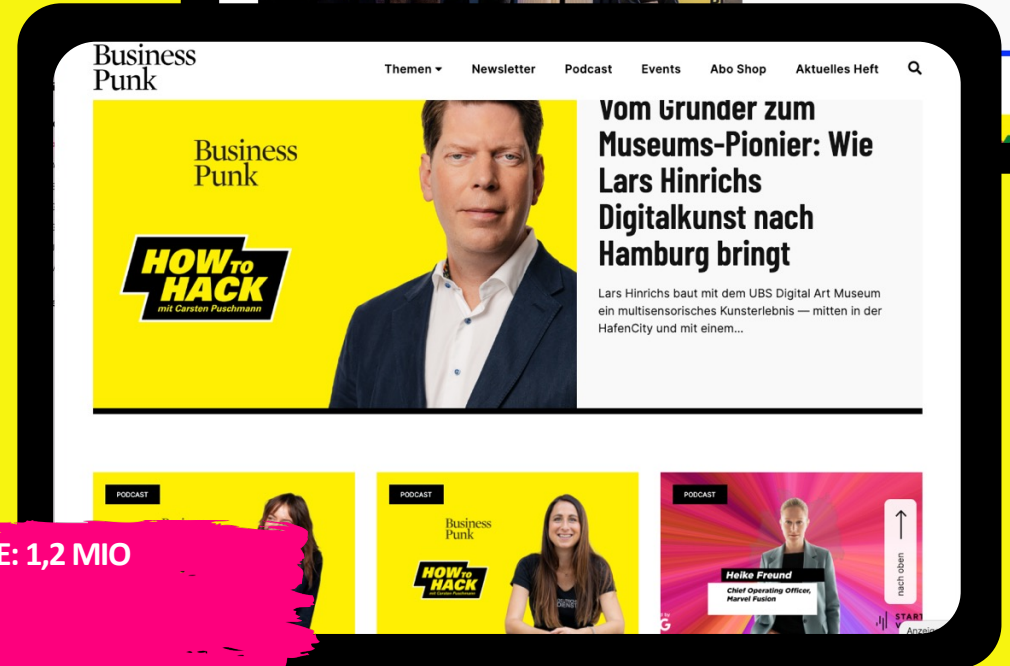 Business
Punk
Themen
Newsletter
Podcast
Events
Abo Shop
Aktuelles Heft
Business
Punk
HOW TO
HACK
mit Carsten Puschmann
Vom Gründer zum
Museums-Pionier: Wie
Lars Hinrichs
Digitalkunst nach
Hamburg bringt
Lars Hinrichs baut mit dem UBS Digital Art Museum
ein multisensorisches Kunsterlebnis — mitten in der
HafenCity und mit einem...
PODCAST
PODCAST
Business
Punk
HOW TO
HACK
PODCAST
Heike Freund
Chief Operating Officer,
Marvel Fusion
nach oben
START
E: 1,2 MIO